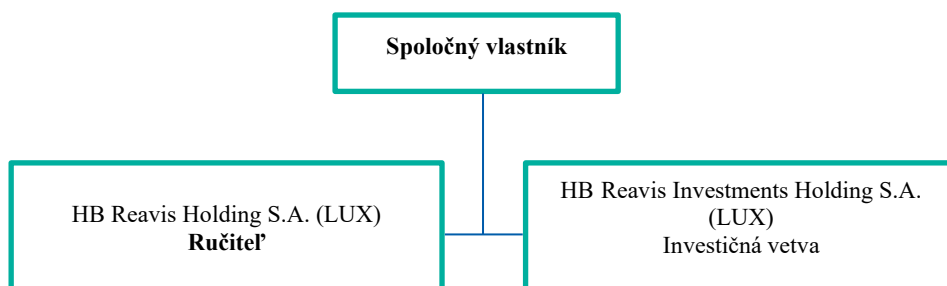 Spoločný vlastník
HB Reavis Holding S.A. (LUX)
Ručiteľ
HB Reavis Investments Holding S.A.
(LUX)
Investičná vetva